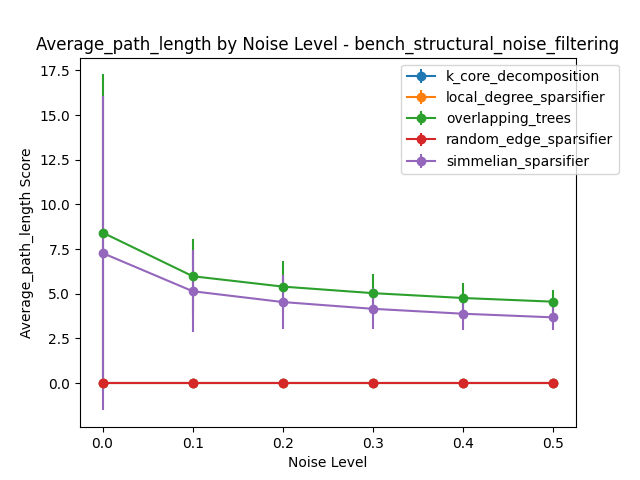 Average_path_length by Noise Level - bench_structural_noise_filtering
Average_path_length Score
17.5
15.0
12.5
10.0
7.5
5.0
2.5
0.0
k_core_decomposition
local_degree_sparsifier
overlapping_trees
random_edge_sparsifier
simmelian_sparsifier
0.0 0.1 0.2 0.3 0.4 0.5
Noise Level